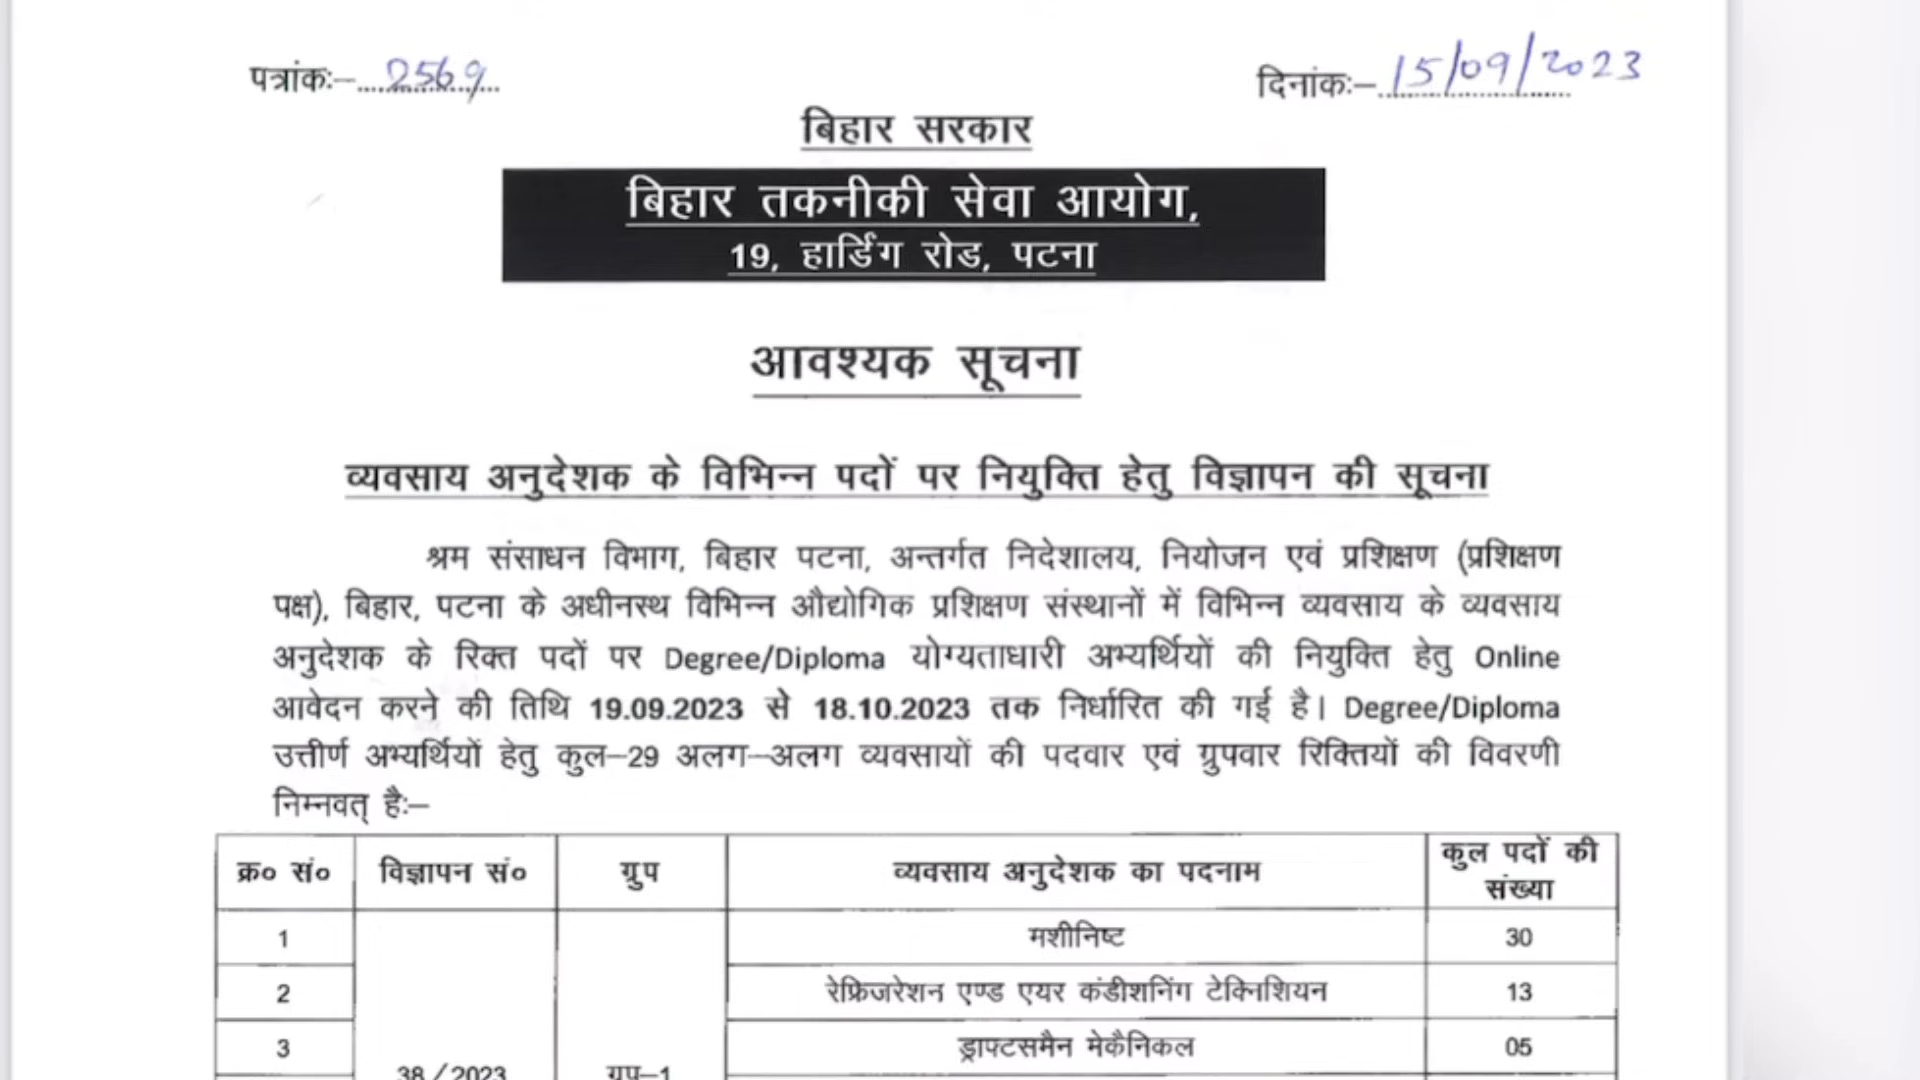 पत्रांकः– 2569
दिनांकः– 15/09/2023
बिहार सरकार
बिहार तकनीकी सेवा आयोग,
19, हार्डिंग रोड, पटना
आवश्यक सूचना
व्यवसाय अनुदेशक के विभिन्न पदों पर नियुक्ति हेतु विज्ञापन की सूचना
श्रम संसाधन विभाग, बिहार पटना, अन्तर्गत निदेशालय, नियोजन एवं प्रशिक्षण (प्रशिक्षण
पक्ष), बिहार, पटना के अधीनस्थ विभिन्न औद्योगिक प्रशिक्षण संस्थानों में विभिन्न व्यवसाय के व्यवसाय
अनुदेशक के रिक्त पदों पर Degree/Diploma योग्यताधारी अभ्यर्थियों की नियुक्ति हेतु Online
आवेदन करने की तिथि 19.09.2023 से 18.10.2023 तक निर्धारित की गई है। Degree/Diploma
उत्तीर्ण अभ्यर्थियों हेतु कुल–29 अलग–अलग व्यवसायों की पदवार एवं ग्रुपवार रिक्तियों की विवरणी
निम्नवत् हैः–
क्र० सं० विज्ञापन सं० ग्रुप व्यवसाय अनुदेशक का पदनाम कुल पदों की संख्या
1 मशीनिष्ट 30
2 रेफ्रिजरेशन एण्ड एयर कंडीशनिंग टेक्निशियन 13
3 ड्राफ्टसमैन मेकैनिकल 05
38/2023 ग्रुप–1